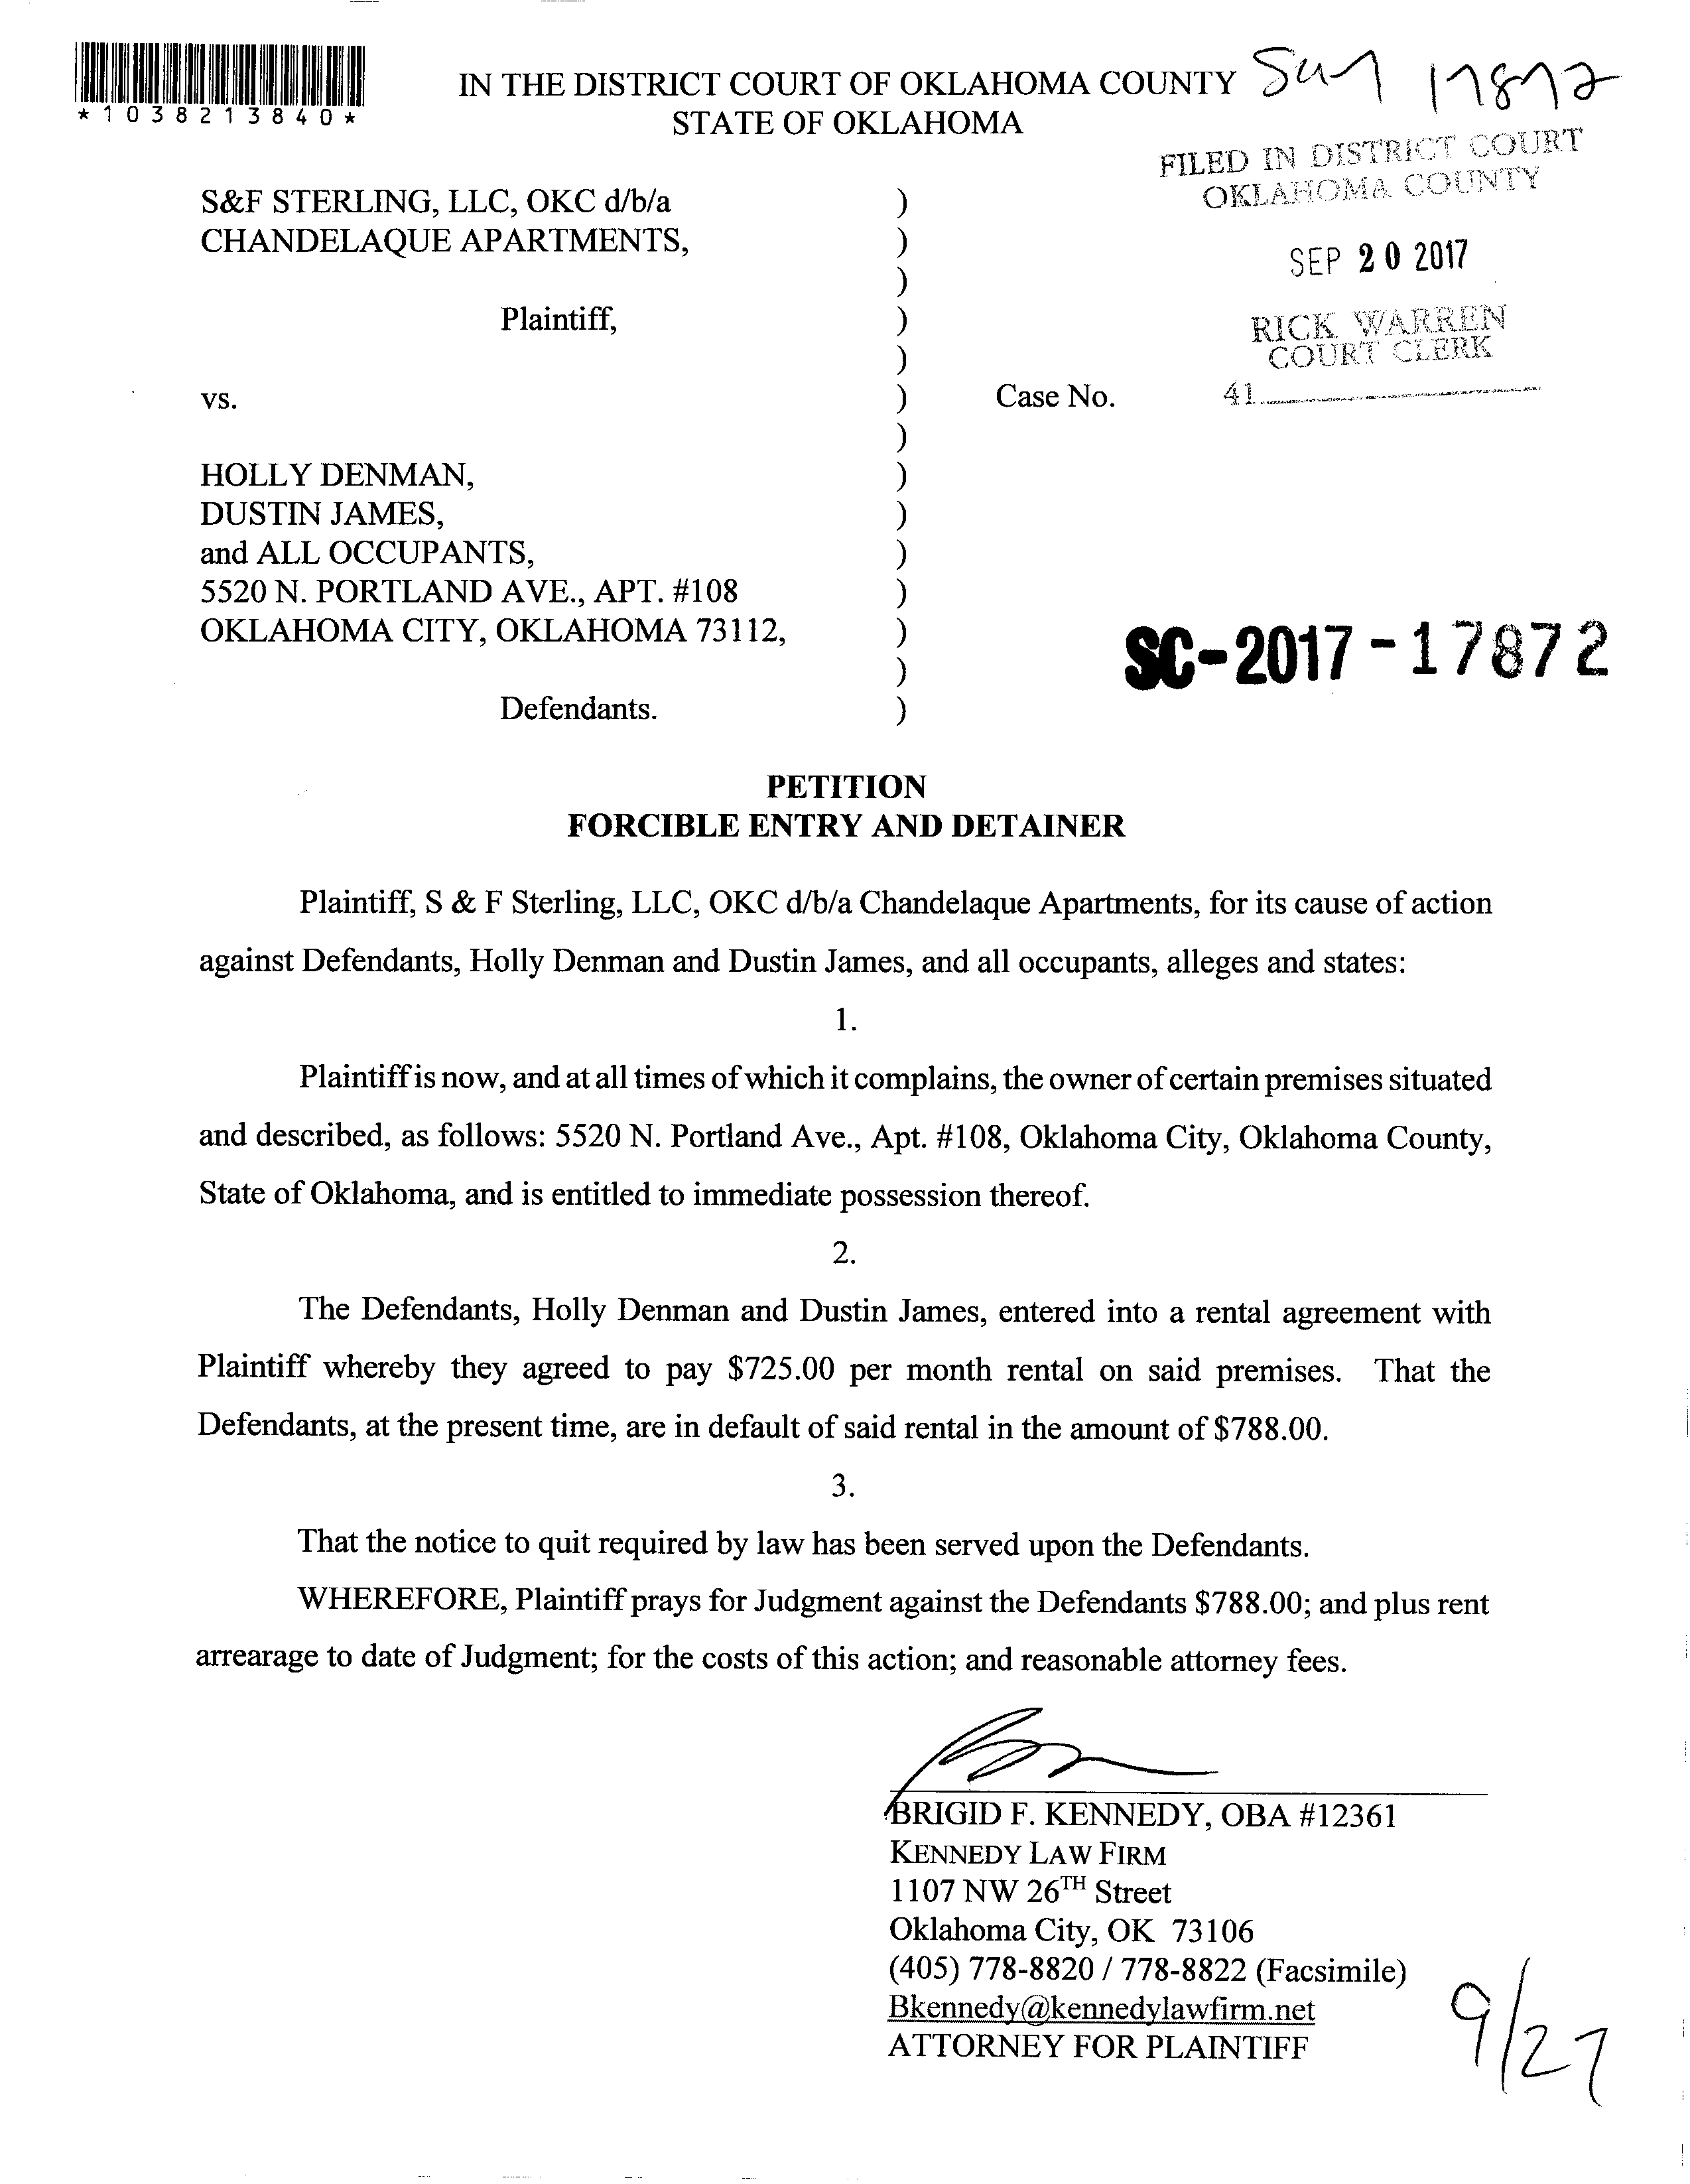 *1038213840*
IN THE DISTRICT COURT OF OKLAHOMA COUNTY
STATE OF OKLAHOMA
17872
FILED IN DISTRICT COURT
OKLAHOMA COUNTY
SEP 20 2017
RICK WARREN
COURT CLERK
41
S&F STERLING, LLC, OKC d/b/a )
CHANDELAQUE APARTMENTS, )
)
Plaintiff, )
)
vs. ) Case No.
)
HOLLY DENMAN, )
DUSTIN JAMES, )
and ALL OCCUPANTS, )
5520 N. PORTLAND AVE., APT. #108 )
OKLAHOMA CITY, OKLAHOMA 73112, )
)
Defendants. )
SC-2017-17872
PETITION
FORCIBLE ENTRY AND DETAINER
Plaintiff, S & F Sterling, LLC, OKC d/b/a Chandelaque Apartments, for its cause of action
against Defendants, Holly Denman and Dustin James, and all occupants, alleges and states:
1.
Plaintiff is now, and at all times of which it complains, the owner of certain premises situated
and described, as follows: 5520 N. Portland Ave., Apt. #108, Oklahoma City, Oklahoma County,
State of Oklahoma, and is entitled to immediate possession thereof.
2.
The Defendants, Holly Denman and Dustin James, entered into a rental agreement with
Plaintiff whereby they agreed to pay $725.00 per month rental on said premises. That the
Defendants, at the present time, are in default of said rental in the amount of $788.00.
3.
That the notice to quit required by law has been served upon the Defendants.
WHEREFORE, Plaintiff prays for Judgment against the Defendants $788.00; and plus rent
arrearage to date of Judgment; for the costs of this action; and reasonable attorney fees.
BRIGID F. KENNEDY, OBA #12361
KENNEDY LAW FIRM
1107 NW 26TH Street
Oklahoma City, OK 73106
(405) 778-8820 / 778-8822 (Facsimile)
Bkennedy@kennedylawfirm.net
ATTORNEY FOR PLAINTIFF
9/27